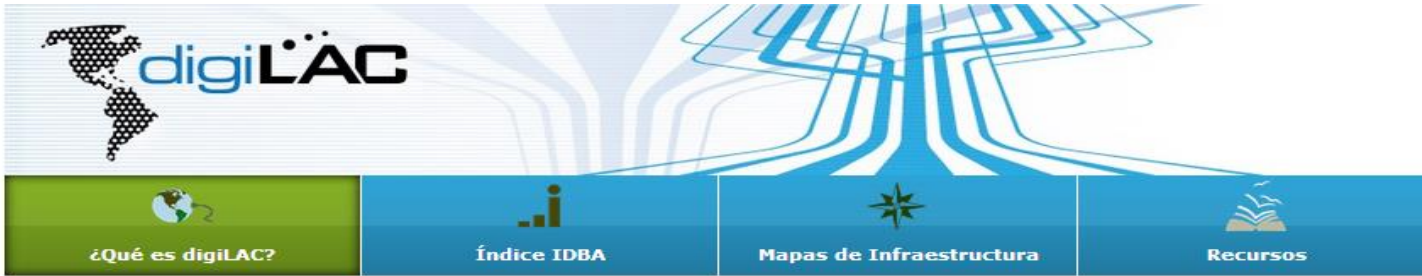 digiLAC
¿Qué es digiLAC?
Índice IDBA
Mapas de Infraestructura
Recursos